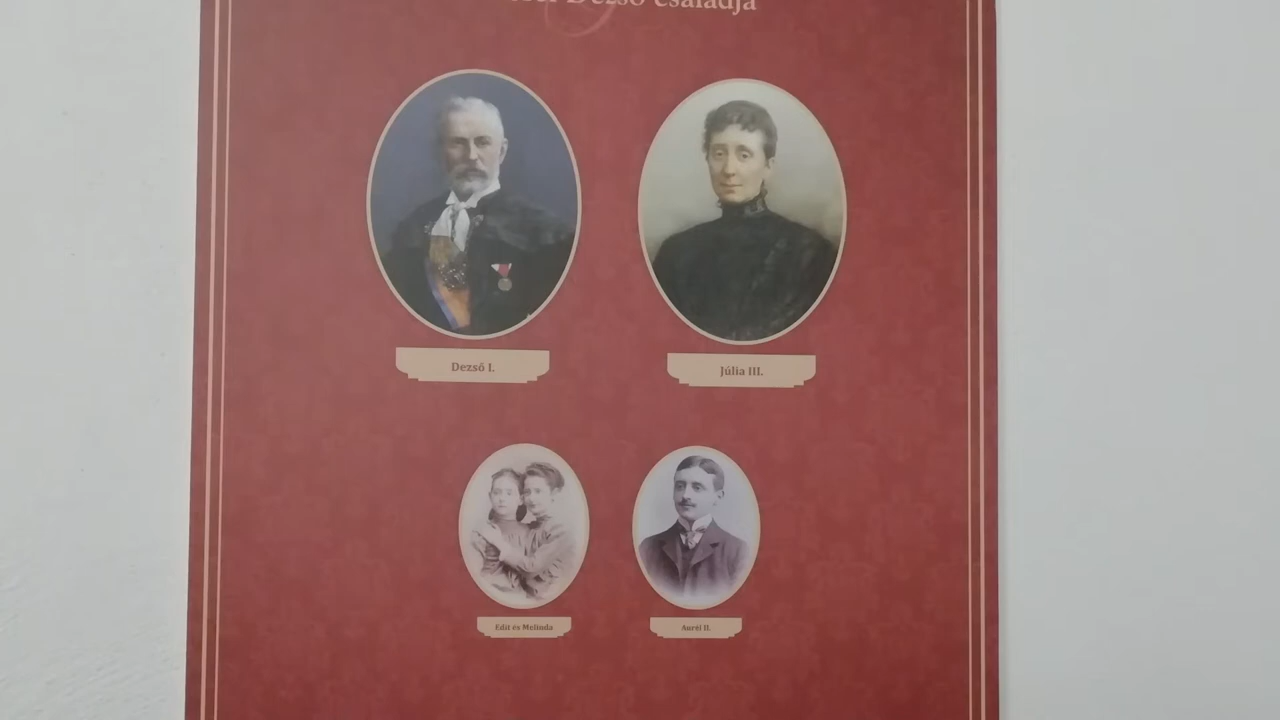 Dezső családja
Dezső I.
Júlia III.
Edit és Melinda
Aurél II.